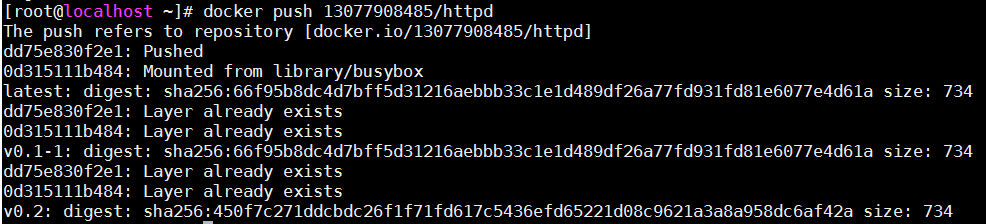 [root@localhost ~]# docker push 13077908485/httpd
The push refers to repository [docker.io/13077908485/httpd]
dd75e830f2e1: Pushed
0d315111b484: Mounted from library/busybox
latest: digest: sha256:66f95b8dc4d7bff5d31216aebbb33c1e1d489df26a77fd931fd81e6077e4d61a size: 734
dd75e830f2e1: Layer already exists
0d315111b484: Layer already exists
v0.1-1: digest: sha256:66f95b8dc4d7bff5d31216aebbb33c1e1d489df26a77fd931fd81e6077e4d61a size: 734
dd75e830f2e1: Layer already exists
0d315111b484: Layer already exists
v0.2: digest: sha256:450f7c271ddcbdc26f1f71fd617c5436efd65221d08c9621a3a8a958dc6af42a size: 734